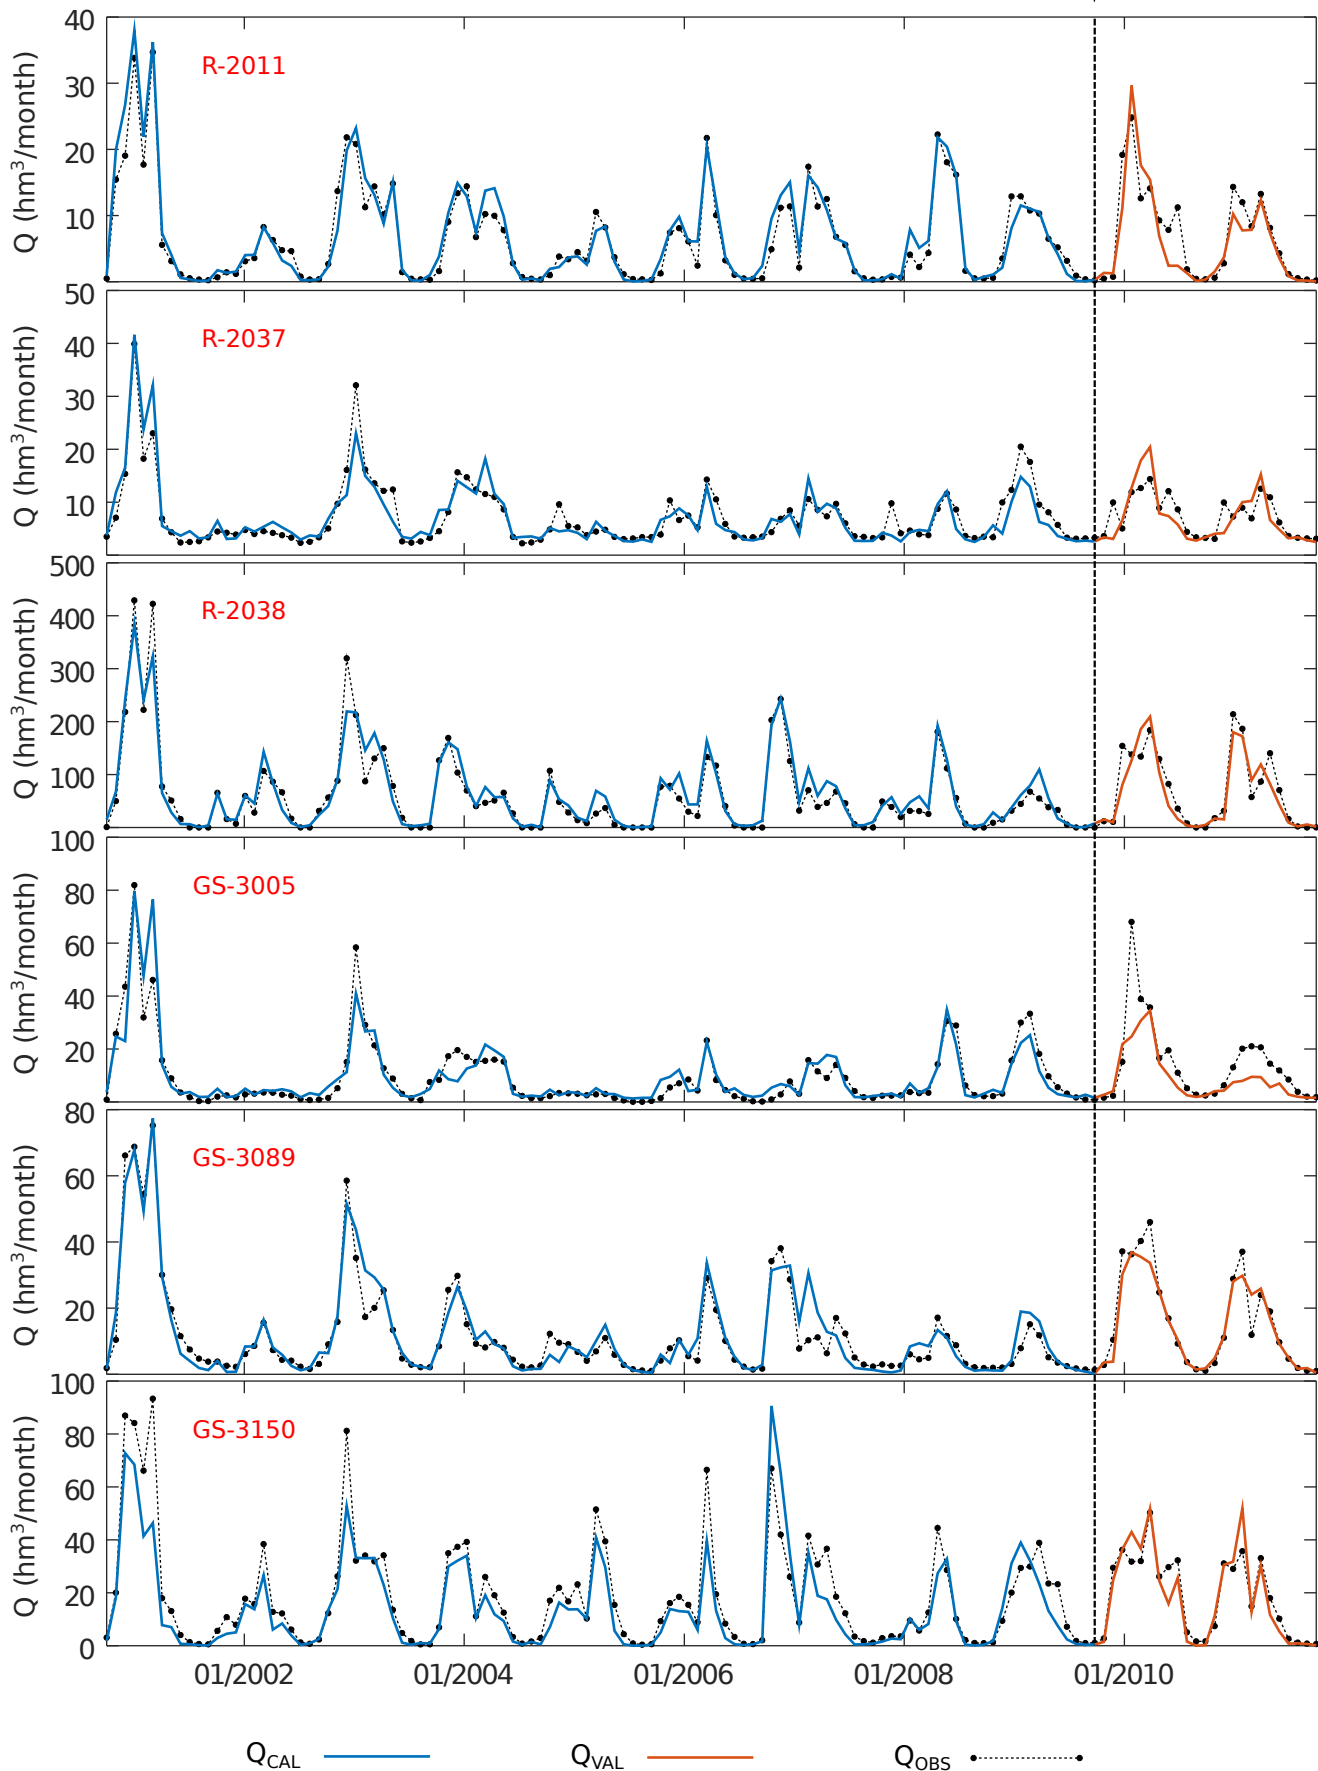 40
30
20
10
Q (hm³/month)
R-2011
50
40
30
20
10
Q (hm³/month)
R-2037
500
400
300
200
100
Q (hm³/month)
R-2038
100
80
60
40
20
Q (hm³/month)
GS-3005
80
60
40
20
Q (hm³/month)
GS-3089
100
80
60
40
20
0
Q (hm³/month)
GS-3150
01/2002 01/2004 01/2006 01/2008 01/2010
Q_CAL Q_VAL Q_OBS